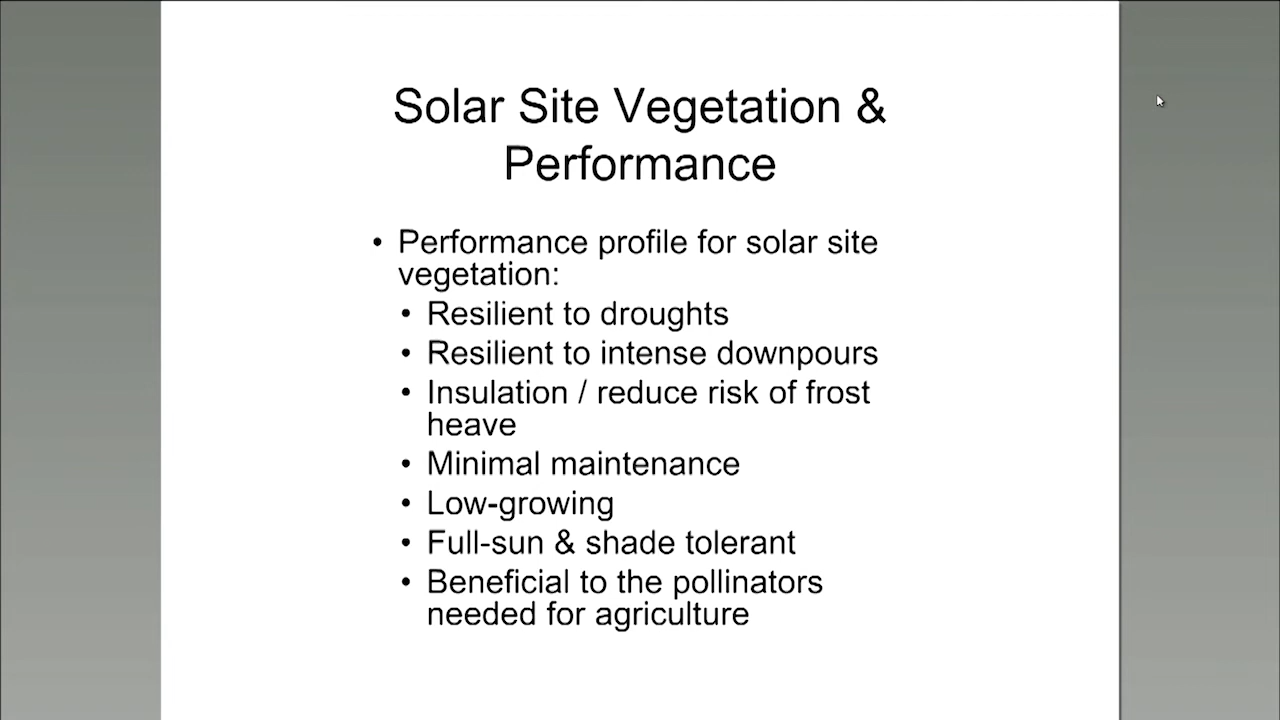 Solar Site Vegetation &
Performance
• Performance profile for solar site
vegetation:
• Resilient to droughts
• Resilient to intense downpours
• Insulation / reduce risk of frost
heave
• Minimal maintenance
• Low-growing
• Full-sun & shade tolerant
• Beneficial to the pollinators
needed for agriculture